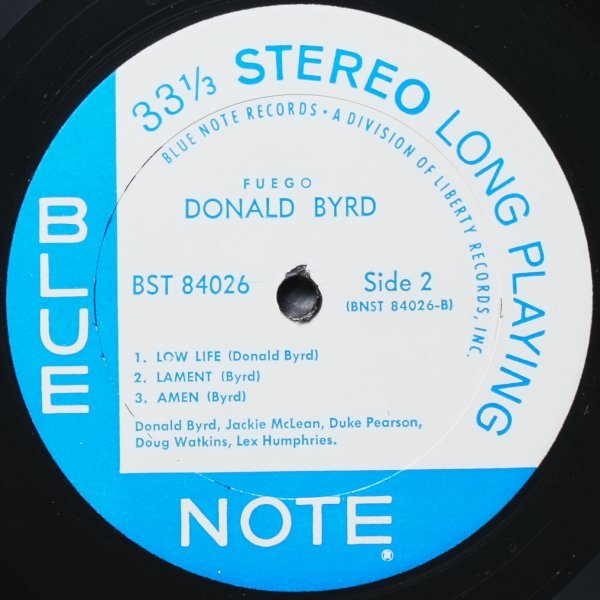 33⅓ STEREO LONG PLAYING
BLUE NOTE RECORDS • A DIVISION OF LIBERTY RECORDS, INC.
FUEGO
DONALD BYRD
BST 84026
Side 2
(BNST 84026-B)
1. LOW LIFE (Donald Byrd)
2. LAMENT (Byrd)
3. AMEN (Byrd)
Donald Byrd, Jackie McLean, Duke Pearson,
Doug Watkins, Lex Humphries.
BLUE
NOTE
®